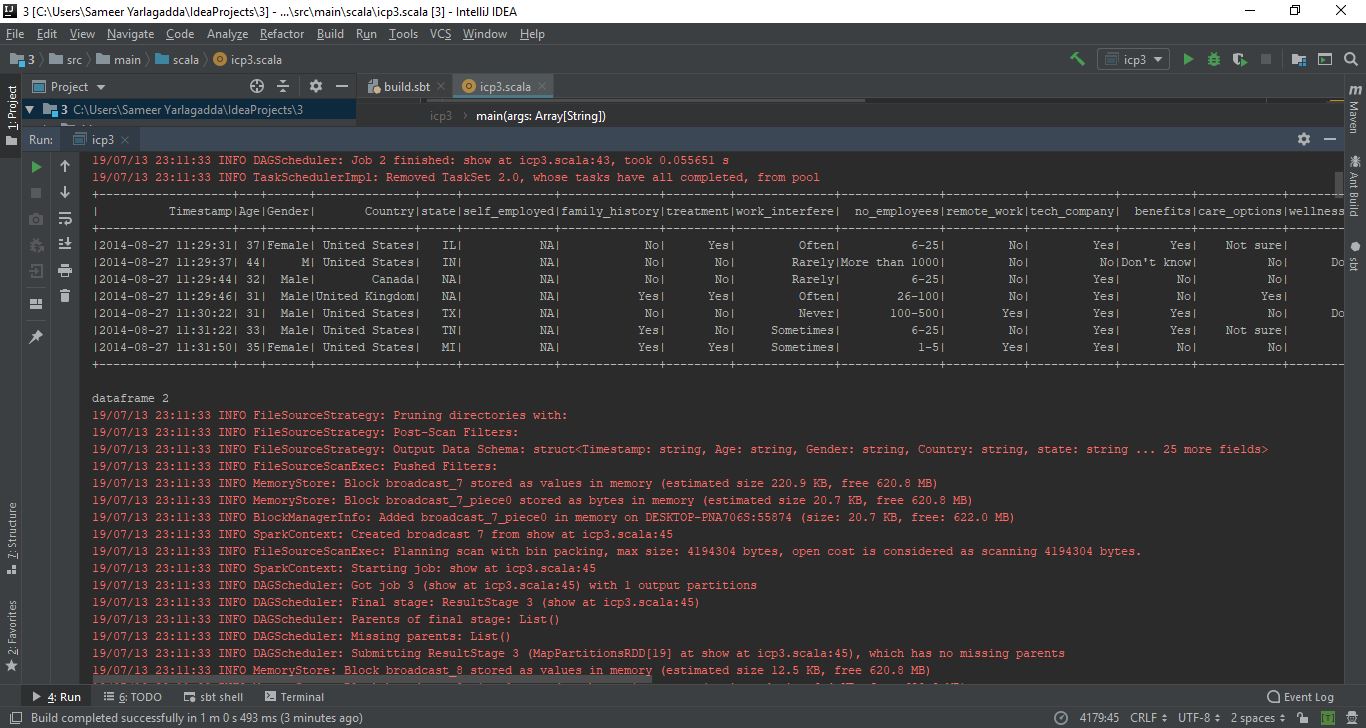 3 [C:\Users\Sameer Yarlagadda\IdeaProjects\3] - ...\src\main\scala\icp3.scala [3] - IntelliJ IDEA
File Edit View Navigate Code Analyze Refactor Build Run Tools VCS Window Help
3 src main scala icp3.scala icp3
Project build.sbt icp3.scala
3 C:\Users\Sameer Yarlagadda\IdeaProjects\3
icp3 main(args: Array[String])
1: Project
Maven
Ant Build
sbt
Run: icp3
19/07/13 23:11:33 INFO DAGScheduler: Job 2 finished: show at icp3.scala:43, took 0.055651 s
19/07/13 23:11:33 INFO TaskSchedulerImpl: Removed TaskSet 2.0, whose tasks have all completed, from pool
| Timestamp|Age|Gender| Country|state|self_employed|family_history|treatment|work_interfere| no_employees|remote_work|tech_company| benefits|care_options|wellness
|2014-08-27 11:29:31| 37|Female| United States| IL| NA| No| Yes| Often| 6-25| No| Yes| Yes| Not sure|
|2014-08-27 11:29:37| 44| M| United States| IN| NA| No| No| Rarely|More than 1000| No| No|Don't know| No| Do
|2014-08-27 11:29:44| 32| Male| Canada| NA| NA| No| No| Rarely| 6-25| No| Yes| No| No|
|2014-08-27 11:29:46| 31| Male|United Kingdom| NA| NA| Yes| Yes| Often| 26-100| No| Yes| No| Yes|
|2014-08-27 11:30:22| 31| Male| United States| TX| NA| No| No| Never| 100-500| Yes| Yes| Yes| No| Do
|2014-08-27 11:31:22| 33| Male| United States| TN| NA| Yes| No| Sometimes| 6-25| No| Yes| Yes| Not sure|
|2014-08-27 11:31:50| 35|Female| United States| MI| NA| Yes| Yes| Sometimes| 1-5| Yes| Yes| No| No|
dataframe 2
19/07/13 23:11:33 INFO FileSourceStrategy: Pruning directories with:
19/07/13 23:11:33 INFO FileSourceStrategy: Post-Scan Filters:
19/07/13 23:11:33 INFO FileSourceStrategy: Output Data Schema: struct<Timestamp: string, Age: string, Gender: string, Country: string, state: string ... 25 more fields>
19/07/13 23:11:33 INFO FileSourceScanExec: Pushed Filters:
19/07/13 23:11:33 INFO MemoryStore: Block broadcast_7 stored as values in memory (estimated size 220.9 KB, free 620.8 MB)
19/07/13 23:11:33 INFO MemoryStore: Block broadcast_7_piece0 stored as bytes in memory (estimated size 20.7 KB, free 620.8 MB)
19/07/13 23:11:33 INFO BlockManagerInfo: Added broadcast_7_piece0 in memory on DESKTOP-PNA706S:55874 (size: 20.7 KB, free: 622.0 MB)
19/07/13 23:11:33 INFO SparkContext: Created broadcast 7 from show at icp3.scala:45
19/07/13 23:11:33 INFO FileSourceScanExec: Planning scan with bin packing, max size: 4194304 bytes, open cost is considered as scanning 4194304 bytes.
19/07/13 23:11:33 INFO SparkContext: Starting job: show at icp3.scala:45
19/07/13 23:11:33 INFO DAGScheduler: Got job 3 (show at icp3.scala:45) with 1 output partitions
19/07/13 23:11:33 INFO DAGScheduler: Final stage: ResultStage 3 (show at icp3.scala:45)
19/07/13 23:11:33 INFO DAGScheduler: Parents of final stage: List()
19/07/13 23:11:33 INFO DAGScheduler: Missing parents: List()
19/07/13 23:11:33 INFO DAGScheduler: Submitting ResultStage 3 (MapPartitionsRDD[19] at show at icp3.scala:45), which has no missing parents
19/07/13 23:11:33 INFO MemoryStore: Block broadcast_8 stored as values in memory (estimated size 12.5 KB, free 620.8 MB)
7: Structure
2: Favorites
4: Run 6: TODO sbt shell Terminal Event Log
Build completed successfully in 1 m 0 s 493 ms (3 minutes ago) 4179:45 CRLF UTF-8 2 spaces